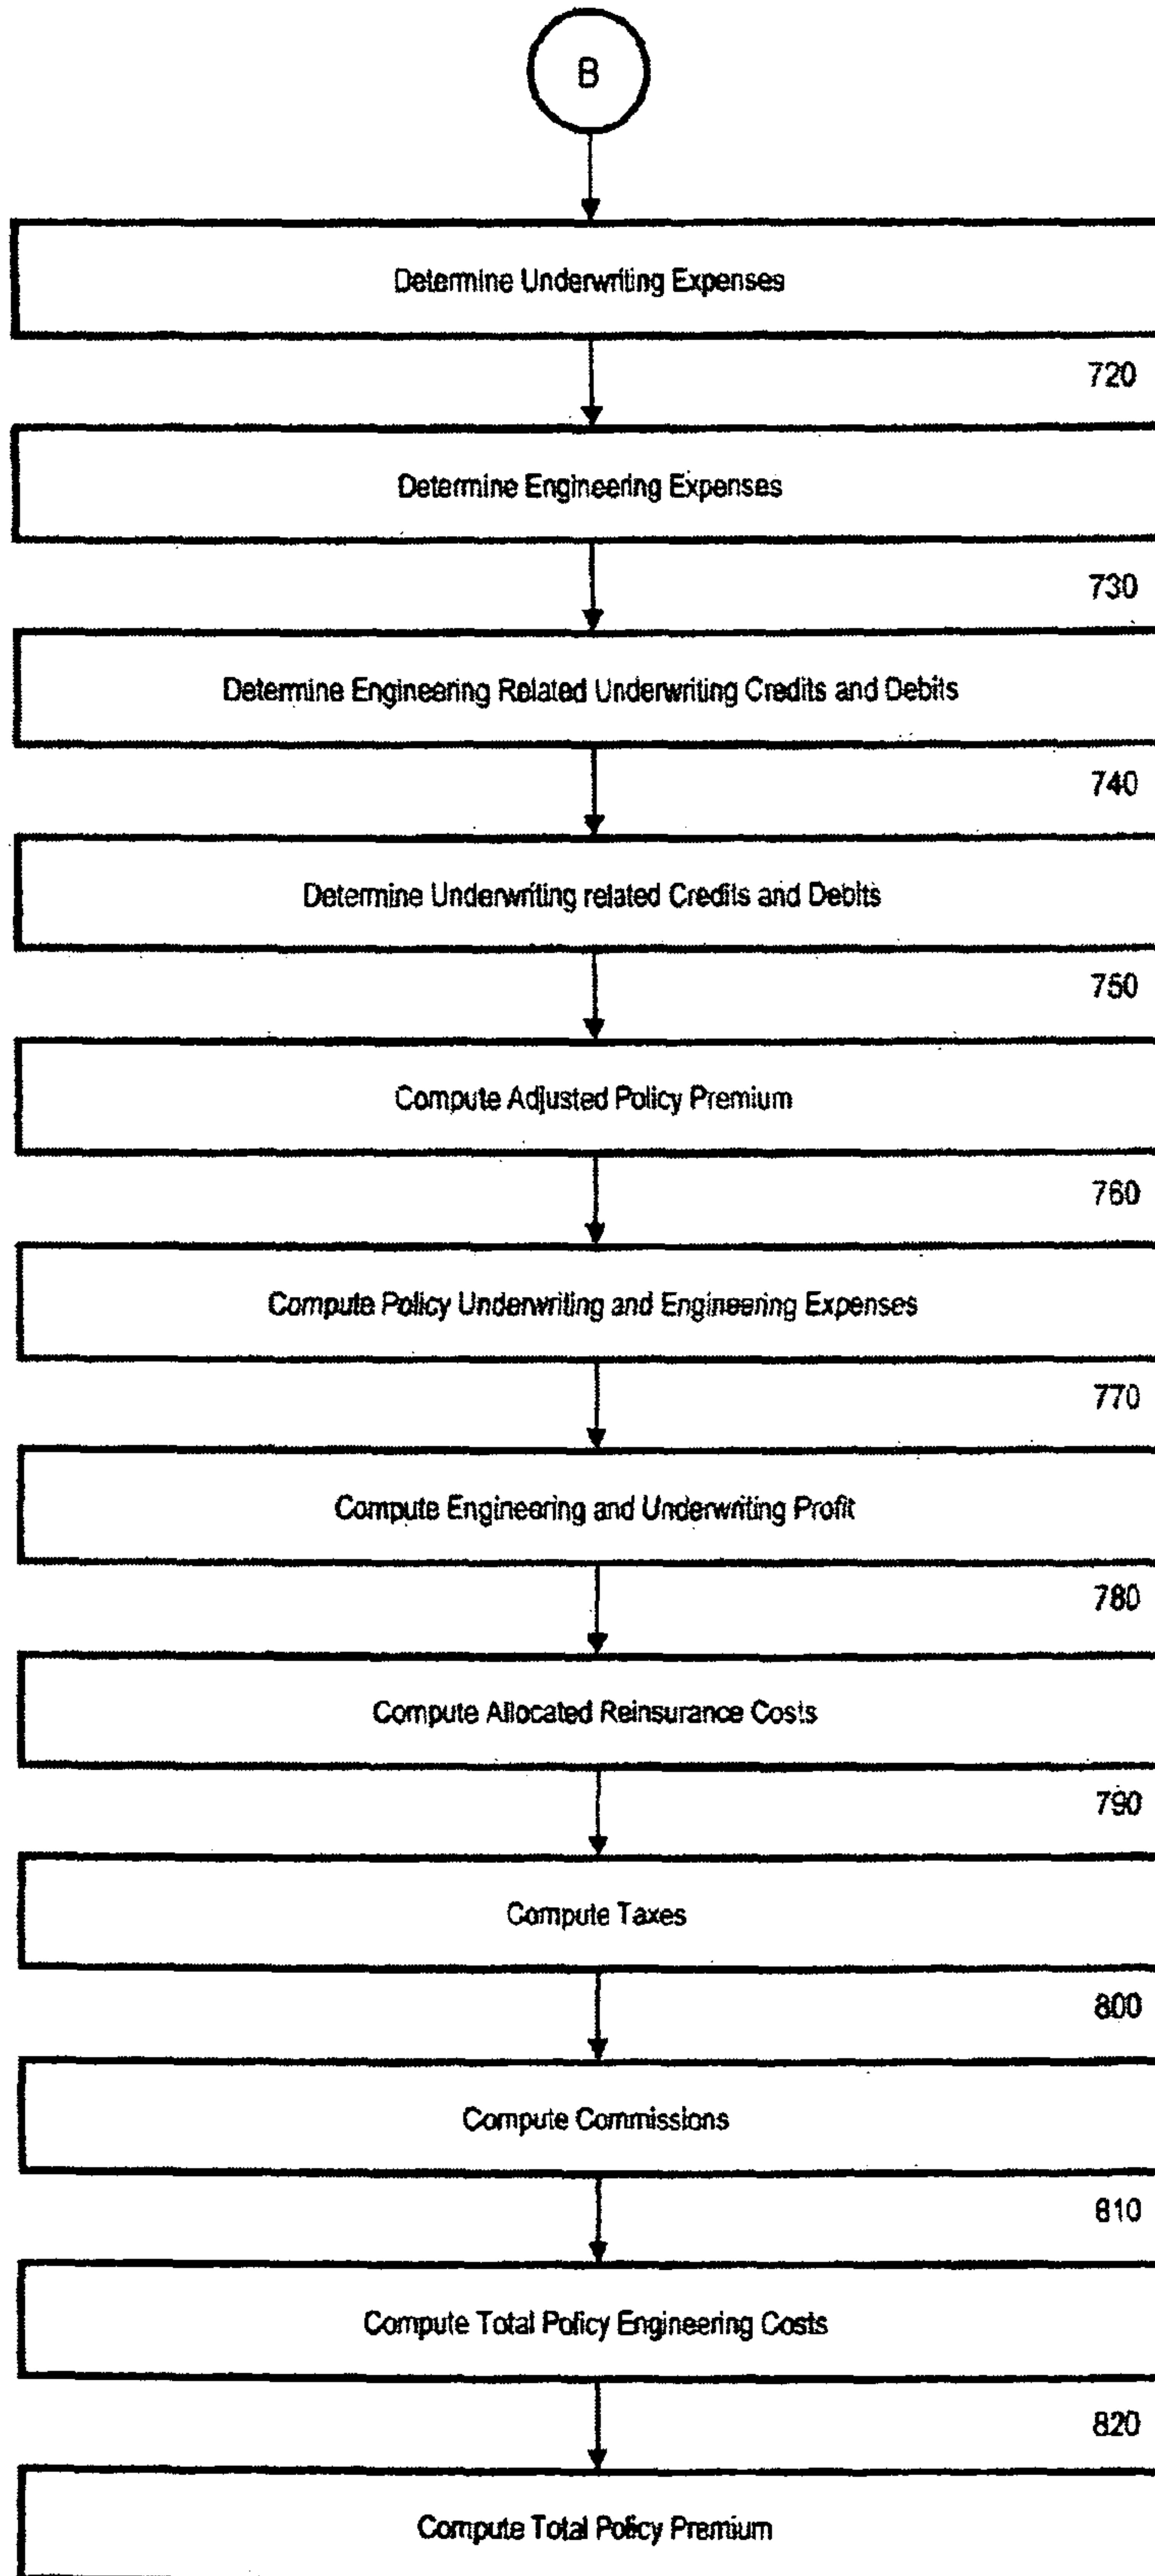 B
Determine Underwriting Expenses
720
Determine Engineering Expenses
730
Determine Engineering Related Underwriting Credits and Debits
740
Determine Underwriting related Credits and Debits
750
Compute Adjusted Policy Premium
760
Compute Policy Underwriting and Engineering Expenses
770
Compute Engineering and Underwriting Profit
780
Compute Allocated Reinsurance Costs
790
Compute Taxes
800
Compute Commissions
810
Compute Total Policy Engineering Costs
820
Compute Total Policy Premium